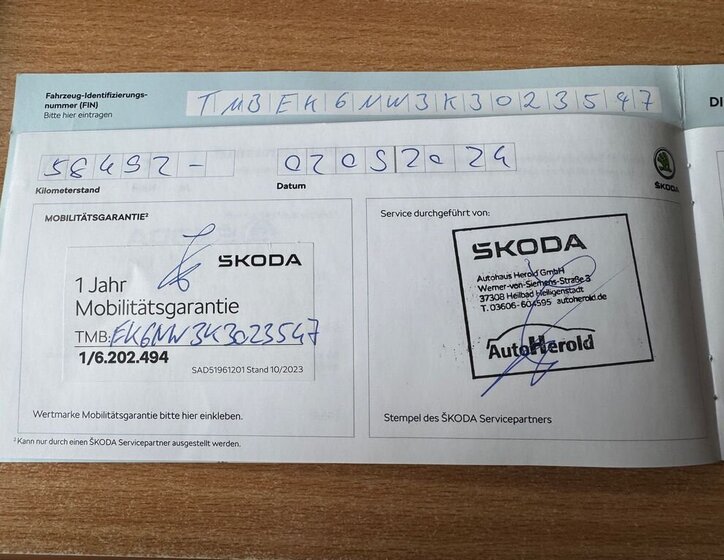 Fahrzeug-Identifizierungs-
nummer (FIN)
Bitte hier eintragen
TMBEK6NW3K3023547
DI
58492-
02052024
Kilometerstand
Datum
ŠKODA
MOBILITÄTSGARANTIE²
ŠKODA
1 Jahr
Mobilitätsgarantie
TMB: EK6NW3K3023547
1/6.202.494
SAD51961201 Stand 10/2023
Wertmarke Mobilitätsgarantie bitte hier einkleben.
² Kann nur durch einen ŠKODA Servicepartner ausgestellt werden.
Service durchgeführt von:
ŠKODA
Autohaus Herold GmbH
Werner-von-Siemens-Straße 3
37308 Heilbad Heiligenstadt
T. 03606-604595 autoherold.de
AutoHerold
Stempel des ŠKODA Servicepartners